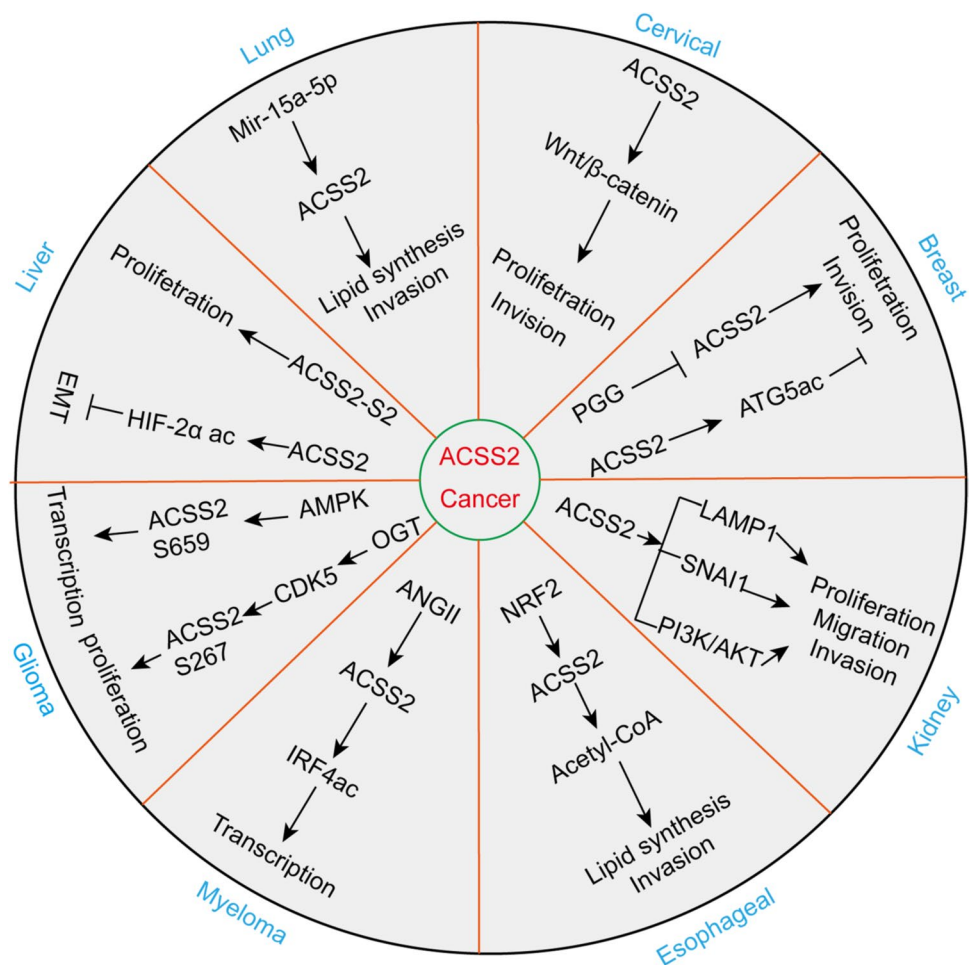 ACSS2
Cancer
Lung
Mir-15a-5p
ACSS2
Lipid synthesis
Invasion
Cervical
ACSS2
Wnt/β-catenin
Prolifetration
Invision
Breast
PGG
ACSS2
Prolifetration
Invision
ACSS2
ATG5ac
Kidney
ACSS2
LAMP1
SNAI1
PI3K/AKT
Proliferation
Migration
Invasion
Esophageal
NRF2
ACSS2
Acetyl-CoA
Lipid synthesis
Invasion
Myeloma
ANGII
ACSS2
IRF4ac
Transcription
Glioma
AMPK
ACSS2
S659
OGT
CDK5
ACSS2
S267
Transcription proliferation
Liver
Prolifetration
ACSS2-S2
EMT
HIF-2α ac
ACSS2